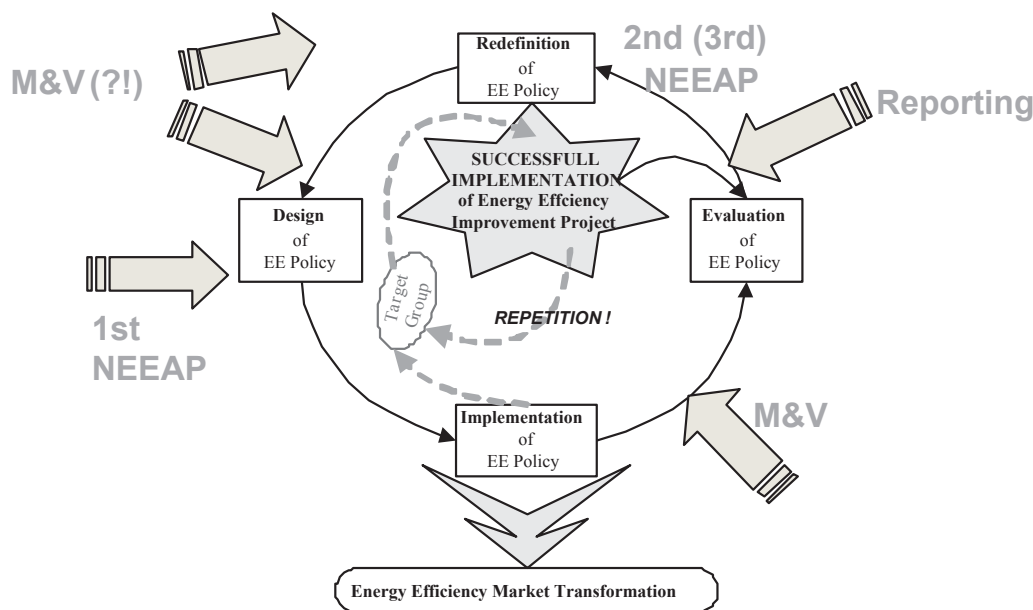 Redefinition
of
EE Policy
2nd (3rd)
NEEAP
M&V (?!)
Reporting
SUCCESSFULL
IMPLEMENTATION
of Energy Effciency
Improvement Project
Design
of
EE Policy
Evaluation
of
EE Policy
Target
Group
REPETITION !
1st
NEEAP
Implementation
of
EE Policy
M&V
Energy Efficiency Market Transformation